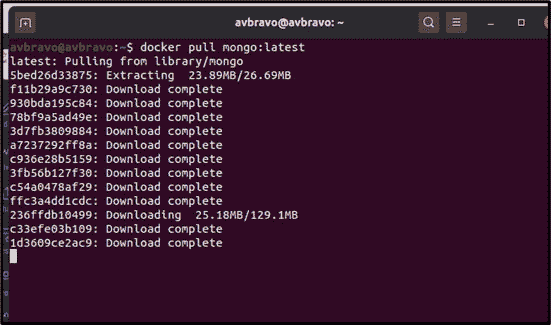 avbravo@avbravo: ~
avbravo@avbravo:~$ docker pull mongo:latest
latest: Pulling from library/mongo
5bed26d33875: Extracting  23.89MB/26.69MB
f11b29a9c730: Download complete
930bda195c84: Download complete
78bf9a5ad49e: Download complete
3d7fb3809884: Download complete
a7237292ff8a: Download complete
c936e28b5159: Download complete
3fb56b127f30: Download complete
c54a0478af29: Download complete
ffc3a4dd1cdc: Download complete
236ffdb10499: Downloading  25.18MB/129.1MB
c33efe03b109: Download complete
1d3609ce2ac9: Download complete